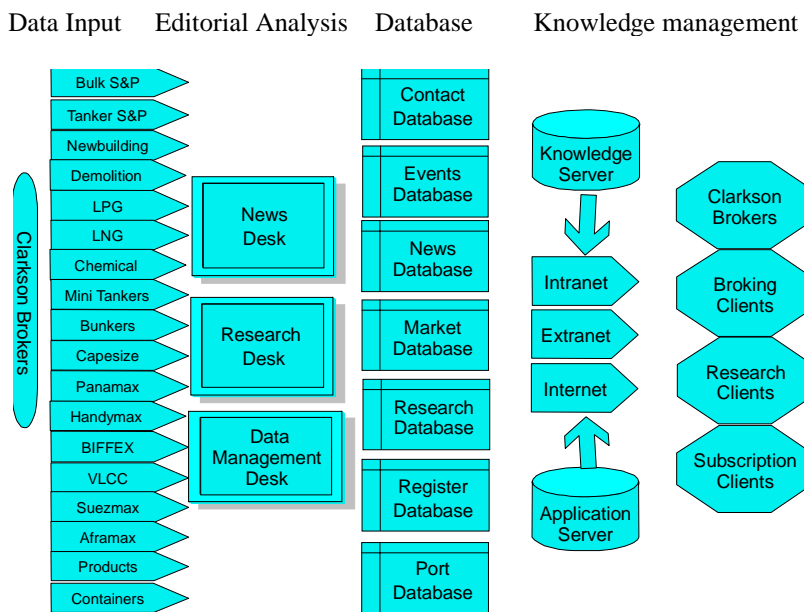 Data Input Editorial Analysis Database Knowledge management
Clarkson Brokers
Bulk S&P
Tanker S&P
Newbuilding
Demolition
LPG
LNG
Chemical
Mini Tankers
Bunkers
Capesize
Panamax
Handymax
BIFFEX
VLCC
Suezmax
Aframax
Products
Containers
News
Desk
Research
Desk
Data
Management
Desk
Contact
Database
Events
Database
News
Database
Market
Database
Research
Database
Register
Database
Port
Database
Knowledge
Server
Intranet
Extranet
Internet
Application
Server
Clarkson
Brokers
Broking
Clients
Research
Clients
Subscription
Clients